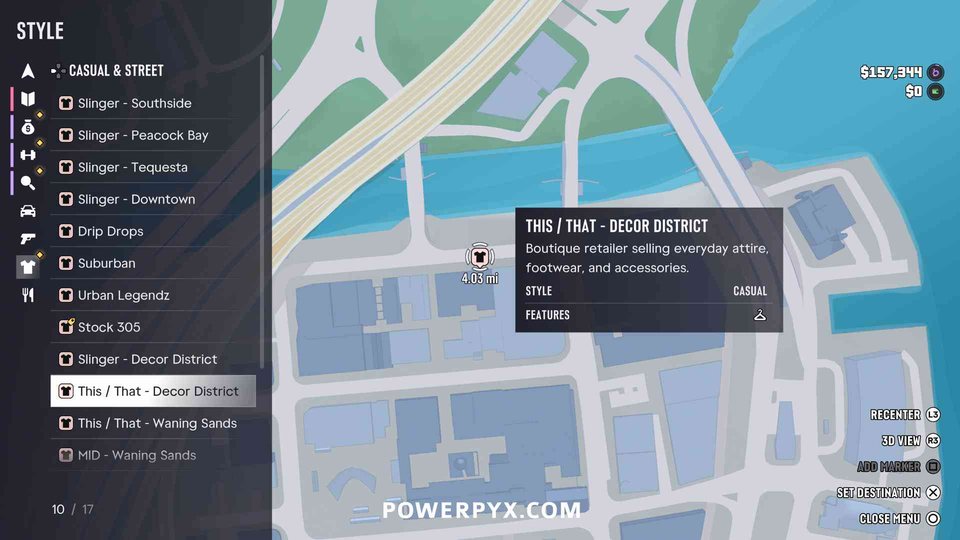 STYLE
CASUAL & STREET
Slinger - Southside
Slinger - Peacock Bay
Slinger - Tequesta
Slinger - Downtown
Drip Drops
Suburban
Urban Legendz
Stock 305
Slinger - Decor District
This / That - Decor District
This / That - Waning Sands
MID - Waning Sands
10 / 17
$157,344
$0
4.03 mi
THIS / THAT - DECOR DISTRICT
Boutique retailer selling everyday attire,
footwear, and accessories.
STYLE CASUAL
FEATURES
RECENTER L3
3D VIEW R3
ADD MARKER
SET DESTINATION
CLOSE MENU
POWERPYX.COM